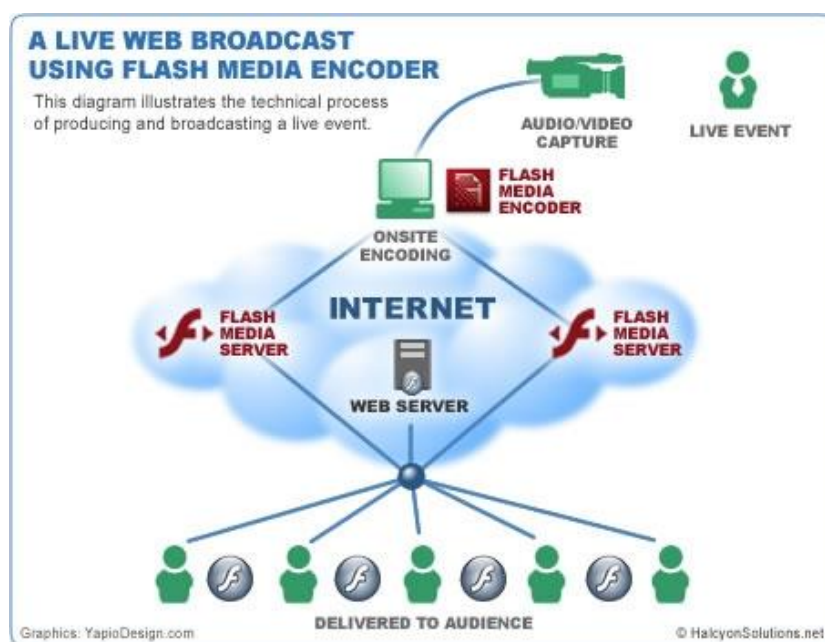 A LIVE WEB BROADCAST
USING FLASH MEDIA ENCODER
This diagram illustrates the technical process
of producing and broadcasting a live event.
AUDIO/VIDEO
CAPTURE
LIVE EVENT
FLASH
MEDIA
ENCODER
ONSITE
ENCODING
INTERNET
FLASH
MEDIA
SERVER
FLASH
MEDIA
SERVER
WEB SERVER
DELIVERED TO AUDIENCE
Graphics: YapioDesign.com
© HalcyonSolutions.net